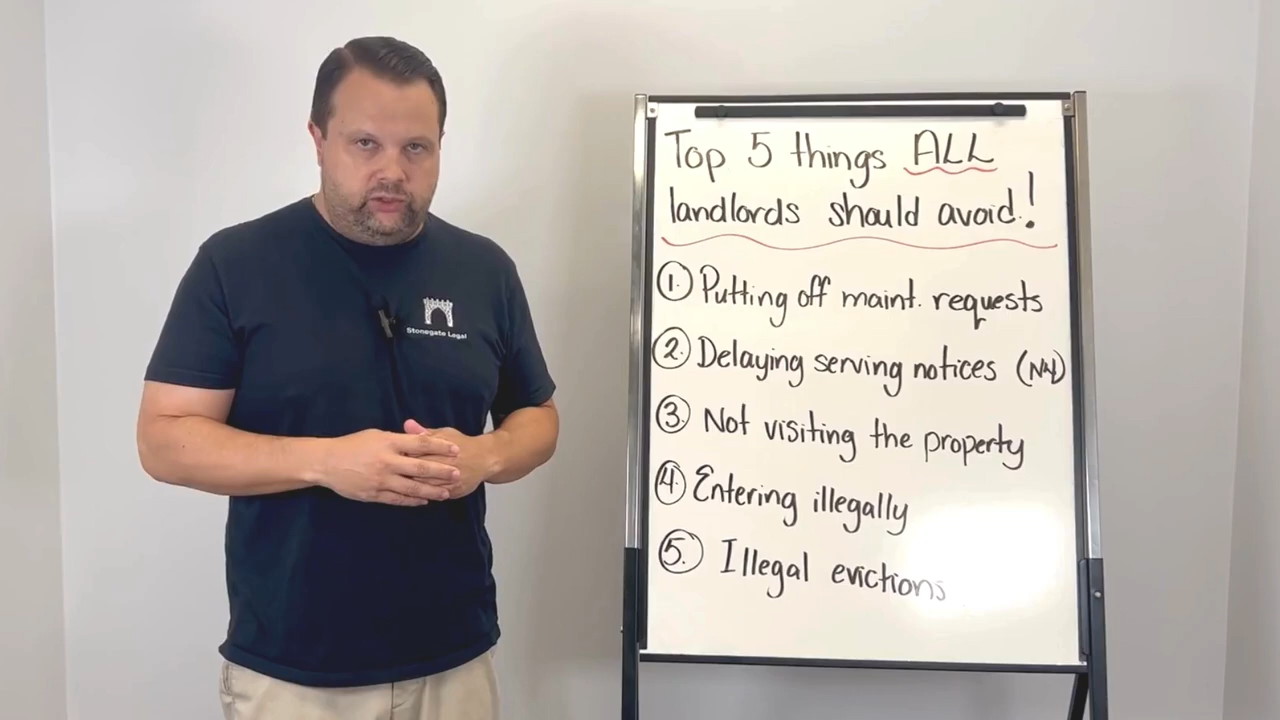 Stonegate Legal
Top 5 things ALL
landlords should avoid!
1. Putting off maint. requests
2. Delaying serving notices (N4)
3. Not visiting the property
4. Entering illegally
5. Illegal evictions